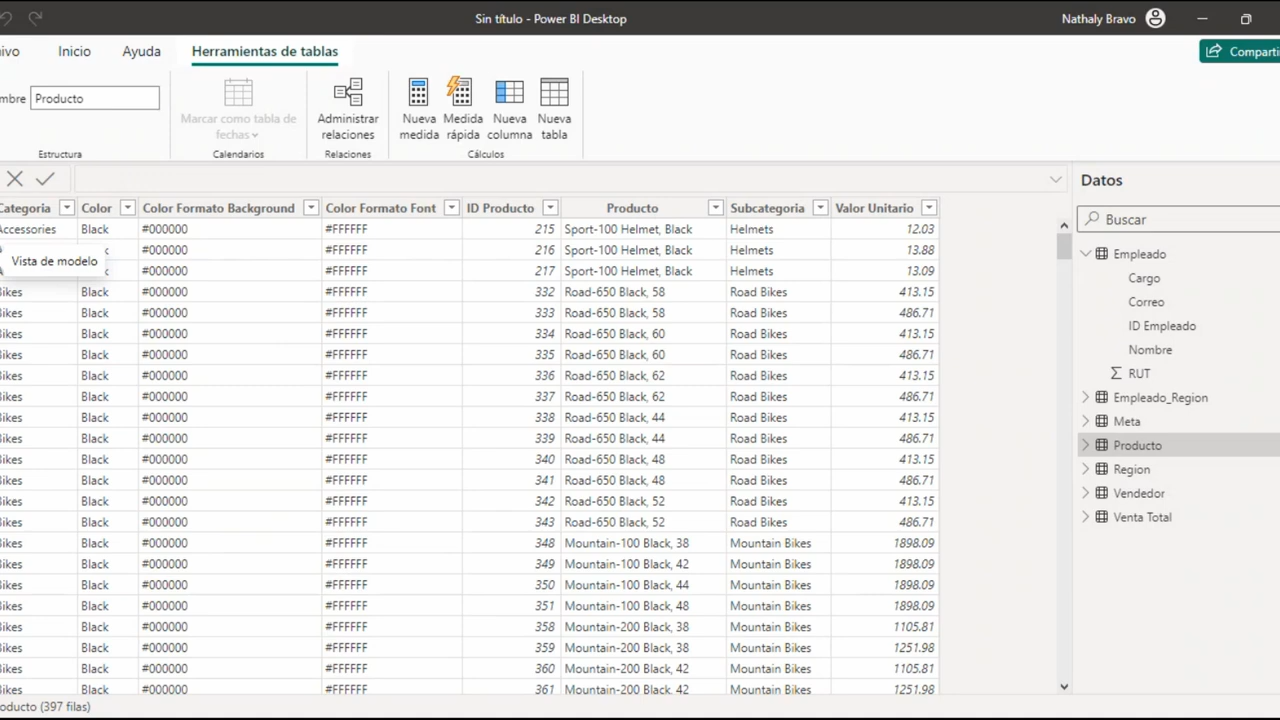 Sin título - Power BI Desktop
Nathaly Bravo
ivo Inicio Ayuda Herramientas de tablas
Comparti
mbre Producto
Marcar como tabla de fechas
Administrar relaciones
Nueva medida
Medida rápida
Nueva columna
Nueva tabla
Estructura Calendarios Relaciones Cálculos
Datos
Buscar
Categoria Color Color Formato Background Color Formato Font ID Producto Producto Subcategoria Valor Unitario
Accessories Black #000000 #FFFFFF 215 Sport-100 Helmet, Black Helmets 12.03
#000000 #FFFFFF 216 Sport-100 Helmet, Black Helmets 13.88
Vista de modelo
#000000 #FFFFFF 217 Sport-100 Helmet, Black Helmets 13.09
Bikes Black #000000 #FFFFFF 332 Road-650 Black, 58 Road Bikes 413.15
Bikes Black #000000 #FFFFFF 333 Road-650 Black, 58 Road Bikes 486.71
Bikes Black #000000 #FFFFFF 334 Road-650 Black, 60 Road Bikes 413.15
Bikes Black #000000 #FFFFFF 335 Road-650 Black, 60 Road Bikes 486.71
Bikes Black #000000 #FFFFFF 336 Road-650 Black, 62 Road Bikes 413.15
Bikes Black #000000 #FFFFFF 337 Road-650 Black, 62 Road Bikes 486.71
Bikes Black #000000 #FFFFFF 338 Road-650 Black, 44 Road Bikes 413.15
Bikes Black #000000 #FFFFFF 339 Road-650 Black, 44 Road Bikes 486.71
Bikes Black #000000 #FFFFFF 340 Road-650 Black, 48 Road Bikes 413.15
Bikes Black #000000 #FFFFFF 341 Road-650 Black, 48 Road Bikes 486.71
Bikes Black #000000 #FFFFFF 342 Road-650 Black, 52 Road Bikes 413.15
Bikes Black #000000 #FFFFFF 343 Road-650 Black, 52 Road Bikes 486.71
Bikes Black #000000 #FFFFFF 348 Mountain-100 Black, 38 Mountain Bikes 1898.09
Bikes Black #000000 #FFFFFF 349 Mountain-100 Black, 42 Mountain Bikes 1898.09
Bikes Black #000000 #FFFFFF 350 Mountain-100 Black, 44 Mountain Bikes 1898.09
Bikes Black #000000 #FFFFFF 351 Mountain-100 Black, 48 Mountain Bikes 1898.09
Bikes Black #000000 #FFFFFF 358 Mountain-200 Black, 38 Mountain Bikes 1105.81
Bikes Black #000000 #FFFFFF 359 Mountain-200 Black, 38 Mountain Bikes 1251.98
Bikes Black #000000 #FFFFFF 360 Mountain-200 Black, 42 Mountain Bikes 1105.81
Bikes Black #000000 #FFFFFF 361 Mountain-200 Black, 42 Mountain Bikes 1251.98
Empleado
Cargo
Correo
ID Empleado
Nombre
RUT
Empleado_Region
Meta
Producto
Region
Vendedor
Venta Total
oducto (397 filas)